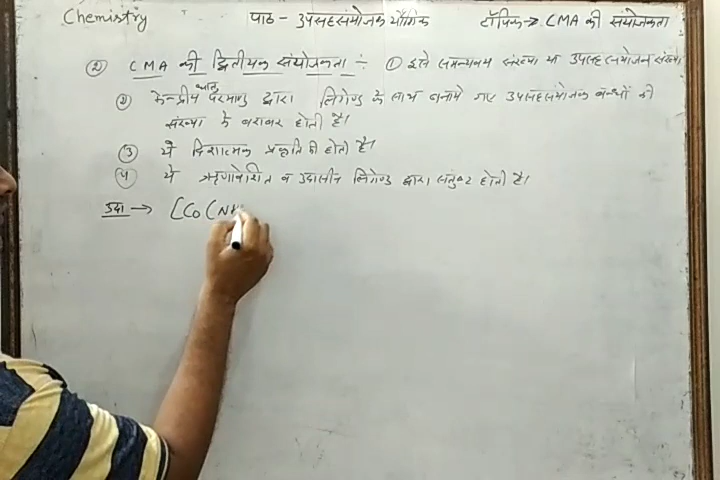 Chemistry पाठ - उपसहसंयोजक यौगिक टॉपिक → CMA की संयोजकता
② CMA की द्वितीयक संयोजकता :- ① इसे समन्वय संख्या या उपसहसंयोजन संख्या
② केन्द्रीय धातु परमाणु द्वारा लिगेण्ड के साथ बनाये गए उपसहसंयोजक बन्धों की
संख्या के बराबर होती है।
③ ये दिशात्मक प्रकृति की होती है।
④ ये ऋणावेशित व उदासीन लिगेण्ड द्वारा संतुष्ट होती है।
उदा → [Co(NH